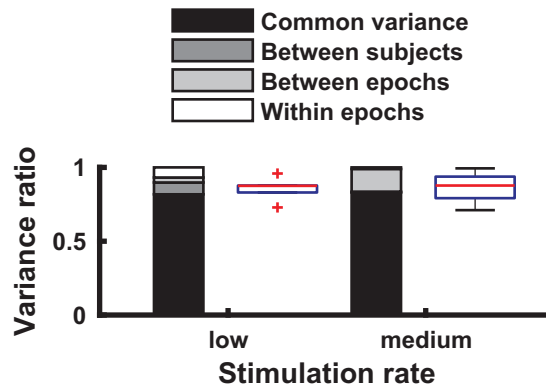 Common variance
Between subjects
Between epochs
Within epochs
Variance ratio
1
0.5
0
low medium
Stimulation rate